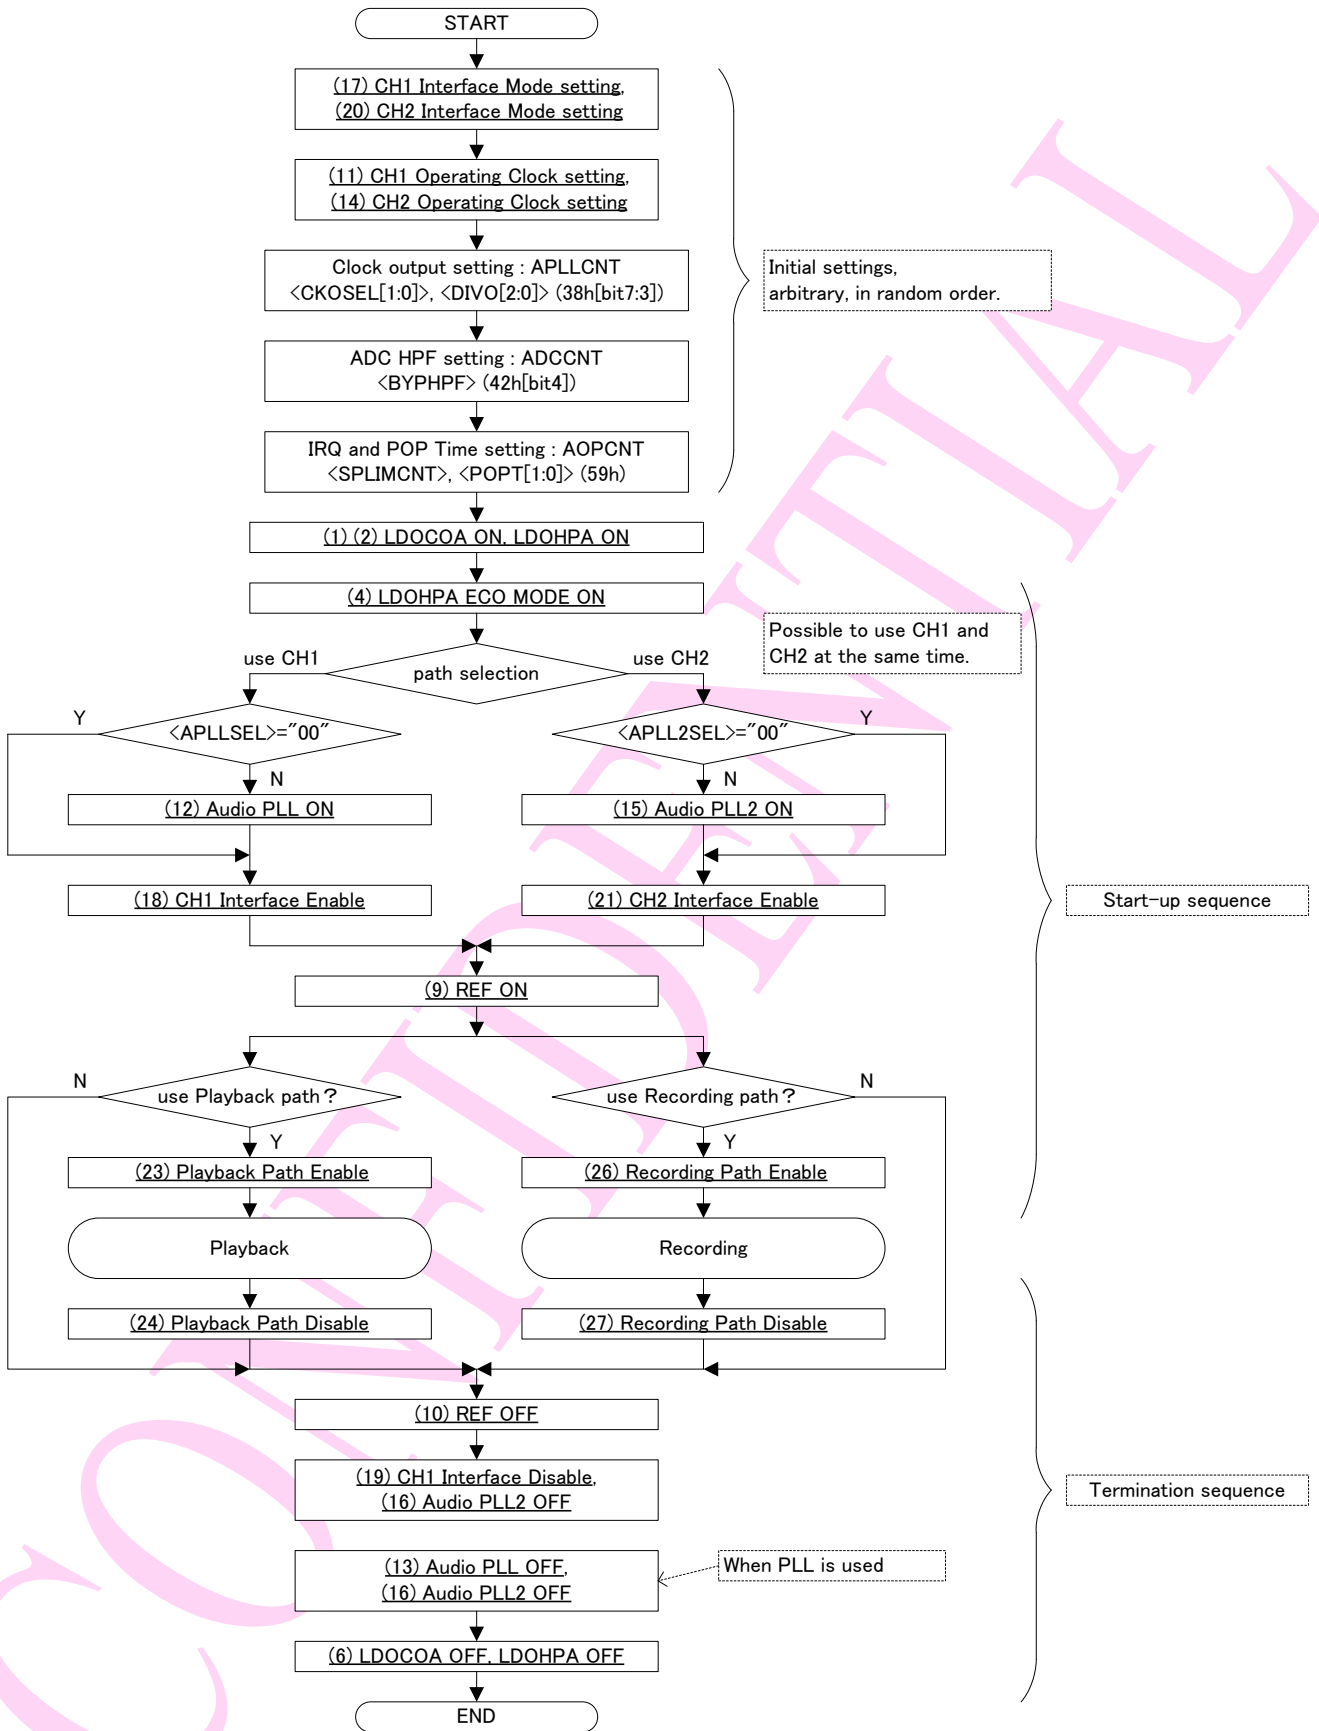 START
(17) CH1 Interface Mode setting,
(20) CH2 Interface Mode setting
(11) CH1 Operating Clock setting,
(14) CH2 Operating Clock setting
Clock output setting : APLLCNT
<CKOSEL[1:0]>, <DIVO[2:0]> (38h[bit7:3])
ADC HPF setting : ADCCNT
<BYPHPF> (42h[bit4])
IRQ and POP Time setting : AOPCNT
<SPLIMCNT>, <POPT[1:0]> (59h)
Initial settings,
arbitrary, in random order.
(1) (2) LDOCOA ON, LDOHPA ON
(4) LDOHPA ECO MODE ON
Possible to use CH1 and
CH2 at the same time.
use CH1
path selection
use CH2
Y
<APLLSEL>="00"
<APLL2SEL>="00"
Y
N
N
(12) Audio PLL ON
(15) Audio PLL2 ON
(18) CH1 Interface Enable
(21) CH2 Interface Enable
Start-up sequence
(9) REF ON
N
use Playback path?
use Recording path?
N
Y
Y
(23) Playback Path Enable
(26) Recording Path Enable
Playback
Recording
(24) Playback Path Disable
(27) Recording Path Disable
(10) REF OFF
(19) CH1 Interface Disable,
(16) Audio PLL2 OFF
Termination sequence
(13) Audio PLL OFF,
(16) Audio PLL2 OFF
When PLL is used
(6) LDOCOA OFF, LDOHPA OFF
END
CONFIDENTIAL